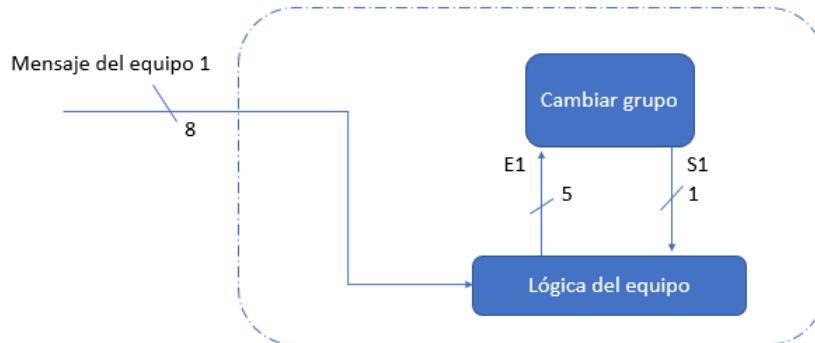 Mensaje del equipo 1
8
Cambiar grupo
E1
S1
5
1
Lógica del equipo